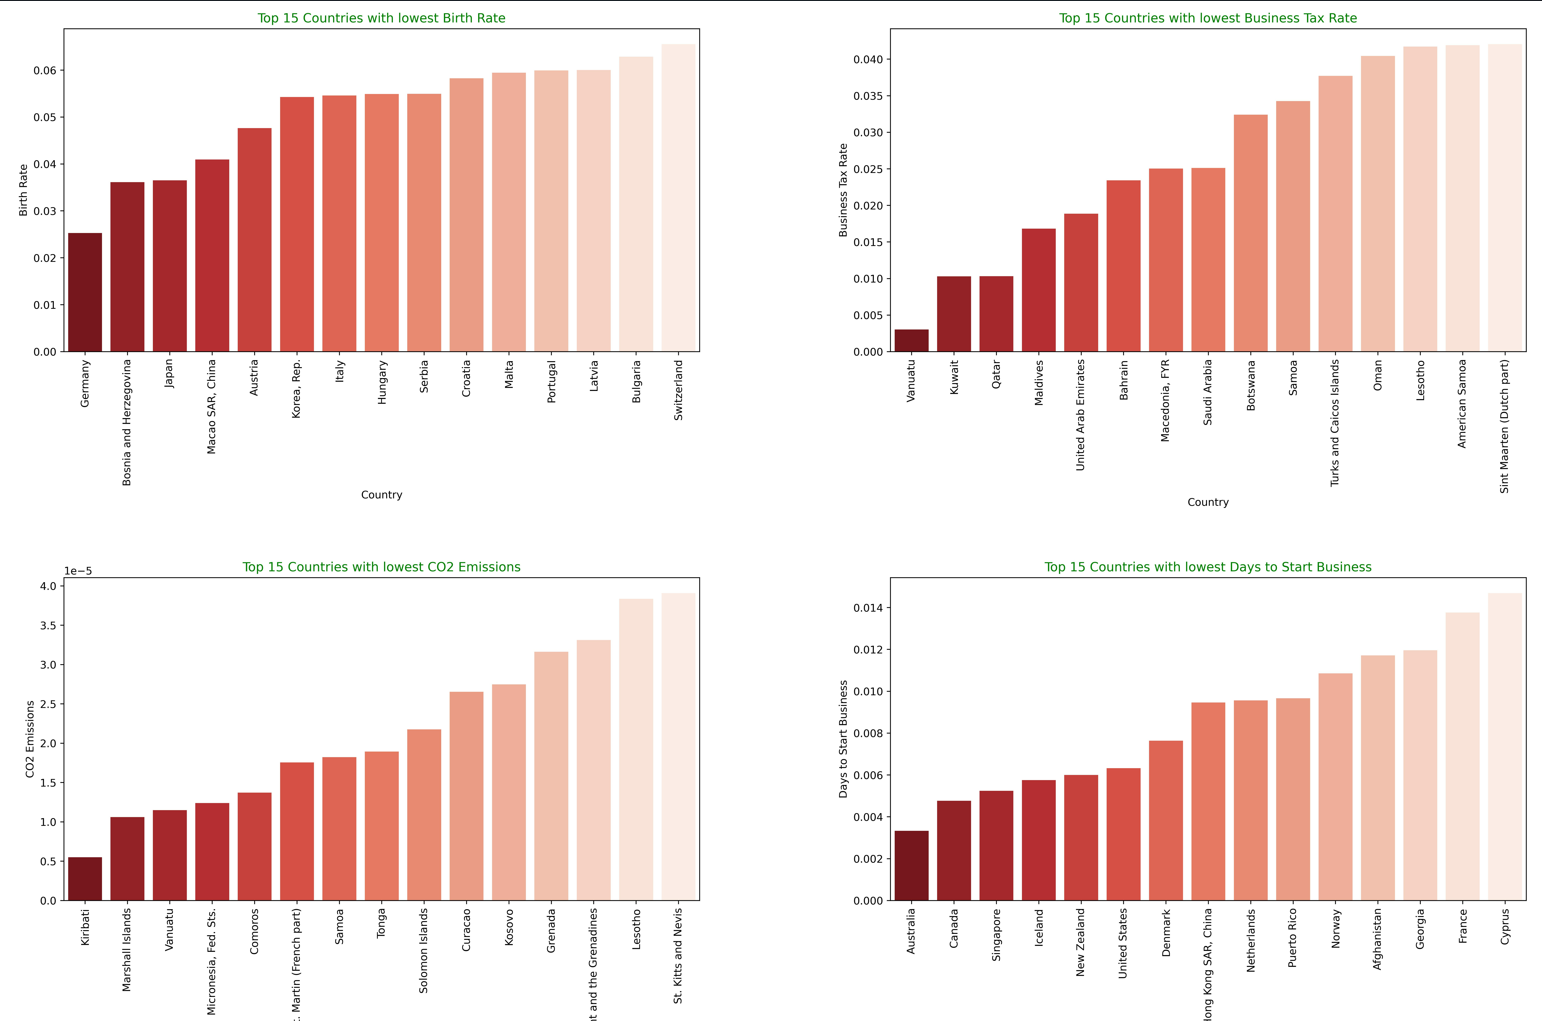 Top 15 Countries with lowest Birth Rate
Birth Rate
0.06
0.05
0.04
0.03
0.02
0.01
0.00
Germany
Bosnia and Herzegovina
Japan
Macao SAR, China
Austria
Korea, Rep.
Italy
Hungary
Serbia
Croatia
Malta
Portugal
Latvia
Bulgaria
Switzerland
Country
Top 15 Countries with lowest Business Tax Rate
Business Tax Rate
0.040
0.035
0.030
0.025
0.020
0.015
0.010
0.005
0.000
Vanuatu
Kuwait
Qatar
Maldives
United Arab Emirates
Bahrain
Macedonia, FYR
Saudi Arabia
Botswana
Samoa
Turks and Caicos Islands
Oman
Lesotho
American Samoa
Sint Maarten (Dutch part)
Country
Top 15 Countries with lowest CO2 Emissions
1e−5
CO2 Emissions
4.0
3.5
3.0
2.5
2.0
1.5
1.0
0.5
0.0
Kiribati
Marshall Islands
Vanuatu
Micronesia, Fed. Sts.
Comoros
. Martin (French part)
Samoa
Tonga
Solomon Islands
Curacao
Kosovo
Grenada
and the Grenadines
Lesotho
St. Kitts and Nevis
Top 15 Countries with lowest Days to Start Business
Days to Start Business
0.014
0.012
0.010
0.008
0.006
0.004
0.002
0.000
Australia
Canada
Singapore
Iceland
New Zealand
United States
Denmark
Hong Kong SAR, China
Netherlands
Puerto Rico
Norway
Afghanistan
Georgia
France
Cyprus